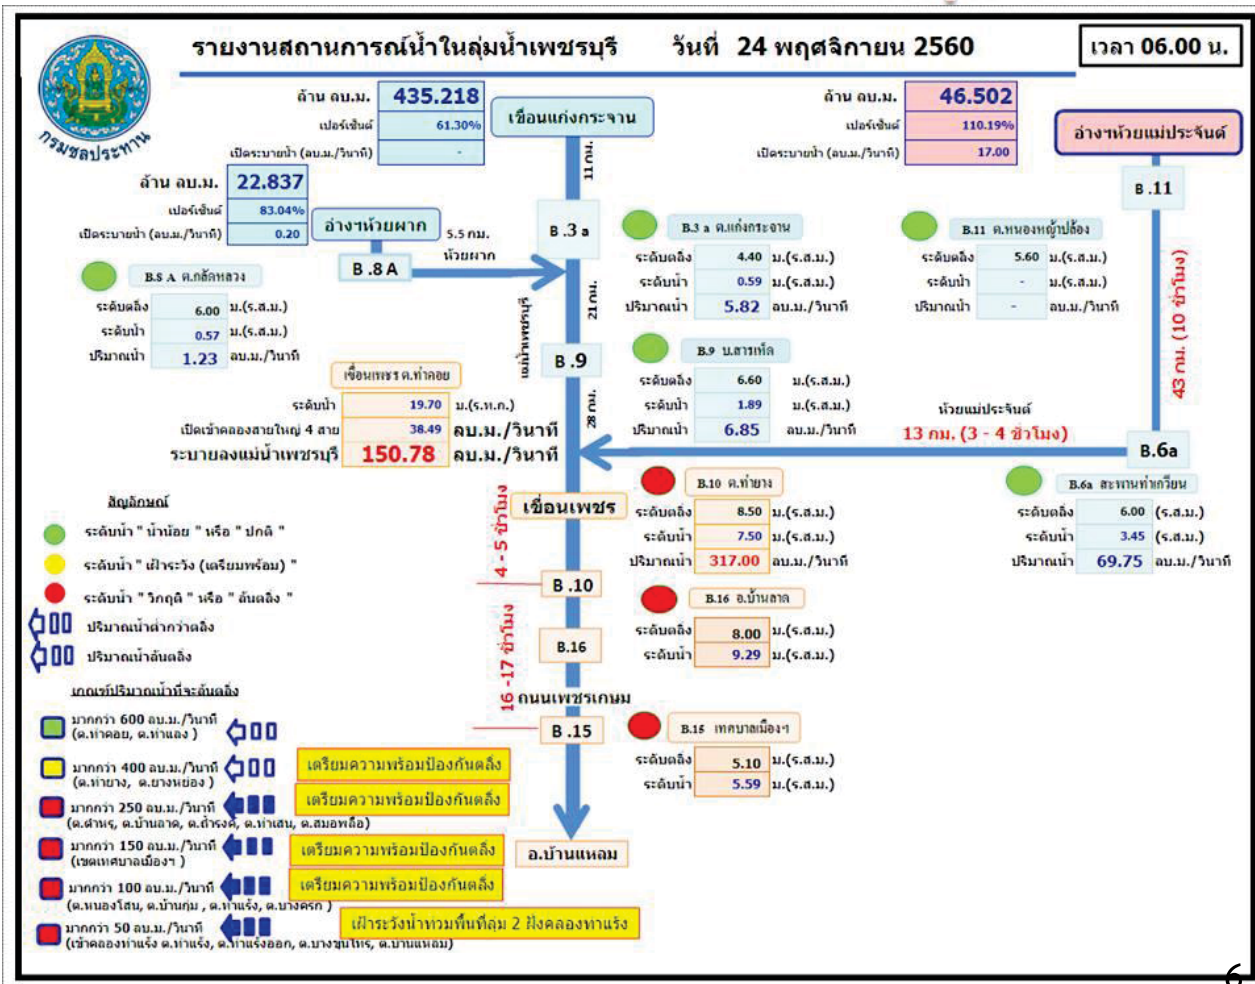 รายงานสถานการณ์น้ำในลุ่มน้ำเพชรบุรี วันที่ 24 พฤศจิกายน 2560
เวลา 06.00 น.
กรมชลประทาน
ล้าน ลบ.ม. 435.218
เปอร์เซ็นต์ 61.30%
เปิดระบายน้ำ (ลบ.ม./วินาที) -
เขื่อนแก่งกระจาน
ล้าน ลบ.ม. 46.502
เปอร์เซ็นต์ 110.19%
เปิดระบายน้ำ (ลบ.ม./วินาที) 17.00
อ่างฯห้วยแม่ประจันต์
11 กม.
ล้าน ลบ.ม. 22.837
เปอร์เซ็นต์ 83.04%
เปิดระบายน้ำ (ลบ.ม./วินาที) 0.20
อ่างฯห้วยผาก
5.5 กม.
ห้วยผาก
B .8 A
B .3 a
B .11
B.8 A ต.กลัดหลวง
ระดับตลิ่ง 6.00 ม.(ร.ส.ม.)
ระดับน้ำ 0.57 ม.(ร.ส.ม.)
ปริมาณน้ำ 1.23 ลบ.ม./วินาที
B.3 a ต.แก่งกระจาน
ระดับตลิ่ง 4.40 ม.(ร.ส.ม.)
ระดับน้ำ 0.59 ม.(ร.ส.ม.)
ปริมาณน้ำ 5.82 ลบ.ม./วินาที
B.11 ต.หนองหญ้าปล้อง
ระดับตลิ่ง 5.60 ม.(ร.ส.ม.)
ระดับน้ำ - ม.(ร.ส.ม.)
ปริมาณน้ำ - ลบ.ม./วินาที
43 กม. (10 ชั่วโมง)
21 กม.
แม่น้ำเพชรบุรี
B .9
28 กม.
B.9 บ.สารเห็ด
ระดับตลิ่ง 6.60 ม.(ร.ส.ม.)
ระดับน้ำ 1.89 ม.(ร.ส.ม.)
ปริมาณน้ำ 6.85 ลบ.ม./วินาที
ห้วยแม่ประจันต์
13 กม. (3 - 4 ชั่วโมง)
B.6a
เขื่อนเพชร ต.ท่าคอย
ระดับน้ำ 19.70 ม.(ร.ท.ก.)
เปิดเข้าคลองสายใหญ่ 4 สาย 38.49 ลบ.ม./วินาที
ระบายลงแม่น้ำเพชรบุรี 150.78 ลบ.ม./วินาที
เขื่อนเพชร
B.10 ต.ท่ายาง
ระดับตลิ่ง 8.50 ม.(ร.ส.ม.)
ระดับน้ำ 7.50 ม.(ร.ส.ม.)
ปริมาณน้ำ 317.00 ลบ.ม./วินาที
B.6a สะพานท่าเกวียน
ระดับตลิ่ง 6.00 (ร.ส.ม.)
ระดับน้ำ 3.45 (ร.ส.ม.)
ปริมาณน้ำ 69.75 ลบ.ม./วินาที
4 - 5 ชั่วโมง
B .10
B.16 อ.บ้านลาด
ระดับตลิ่ง 8.00 ม.(ร.ส.ม.)
ระดับน้ำ 9.29 ม.(ร.ส.ม.)
B.16
16 -17 ชั่วโมง
ถนนเพชรเกษม
B .15
B.15 เทศบาลเมืองฯ
ระดับตลิ่ง 5.10 ม.(ร.ส.ม.)
ระดับน้ำ 5.59 ม.(ร.ส.ม.)
อ.บ้านแหลม
สัญลักษณ์
ระดับน้ำ " น้ำน้อย " หรือ " ปกติ "
ระดับน้ำ " เฝ้าระวัง (เตรียมพร้อม) "
ระดับน้ำ " วิกฤติ " หรือ " ล้นตลิ่ง "
ปริมาณน้ำต่ำกว่าตลิ่ง
ปริมาณน้ำล้นตลิ่ง
เกณฑ์ปริมาณน้ำที่จะล้นตลิ่ง
มากกว่า 600 ลบ.ม./วินาที
(ต.ท่าคอย, ต.ท่าแลง )
มากกว่า 400 ลบ.ม./วินาที
(ต.ท่ายาง, ต.ยางหย่อง )
เตรียมความพร้อมป้องกันตลิ่ง
มากกว่า 250 ลบ.ม./วินาที
(ต.ตำหรุ, ต.บ้านลาด, ต.ถ้ำรงค์, ต.ท่าเสน, ต.สมอพลือ)
เตรียมความพร้อมป้องกันตลิ่ง
มากกว่า 150 ลบ.ม./วินาที
(เขตเทศบาลเมืองฯ )
เตรียมความพร้อมป้องกันตลิ่ง
มากกว่า 100 ลบ.ม./วินาที
(ต.หนองโสน, ต.บ้านกุ่ม , ต.ท่าแร้ง, ต.บางครก )
เตรียมความพร้อมป้องกันตลิ่ง
มากกว่า 50 ลบ.ม./วินาที
(เข้าคลองท่าแร้ง ต.ท่าแร้ง, ต.ท่าแร้งออก, ต.บางขุนไทร, ต.บ้านแหลม)
เฝ้าระวังน้ำท่วมพื้นที่ลุ่ม 2 ฝั่งคลองท่าแร้ง
6